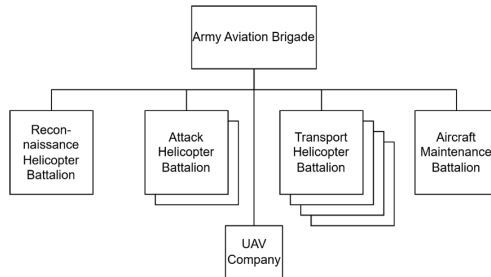 Army Aviation Brigade
Recon-
naissance
Helicopter
Battalion
Attack
Helicopter
Battalion
Transport
Helicopter
Battalion
Aircraft
Maintenance
Battalion
UAV
Company